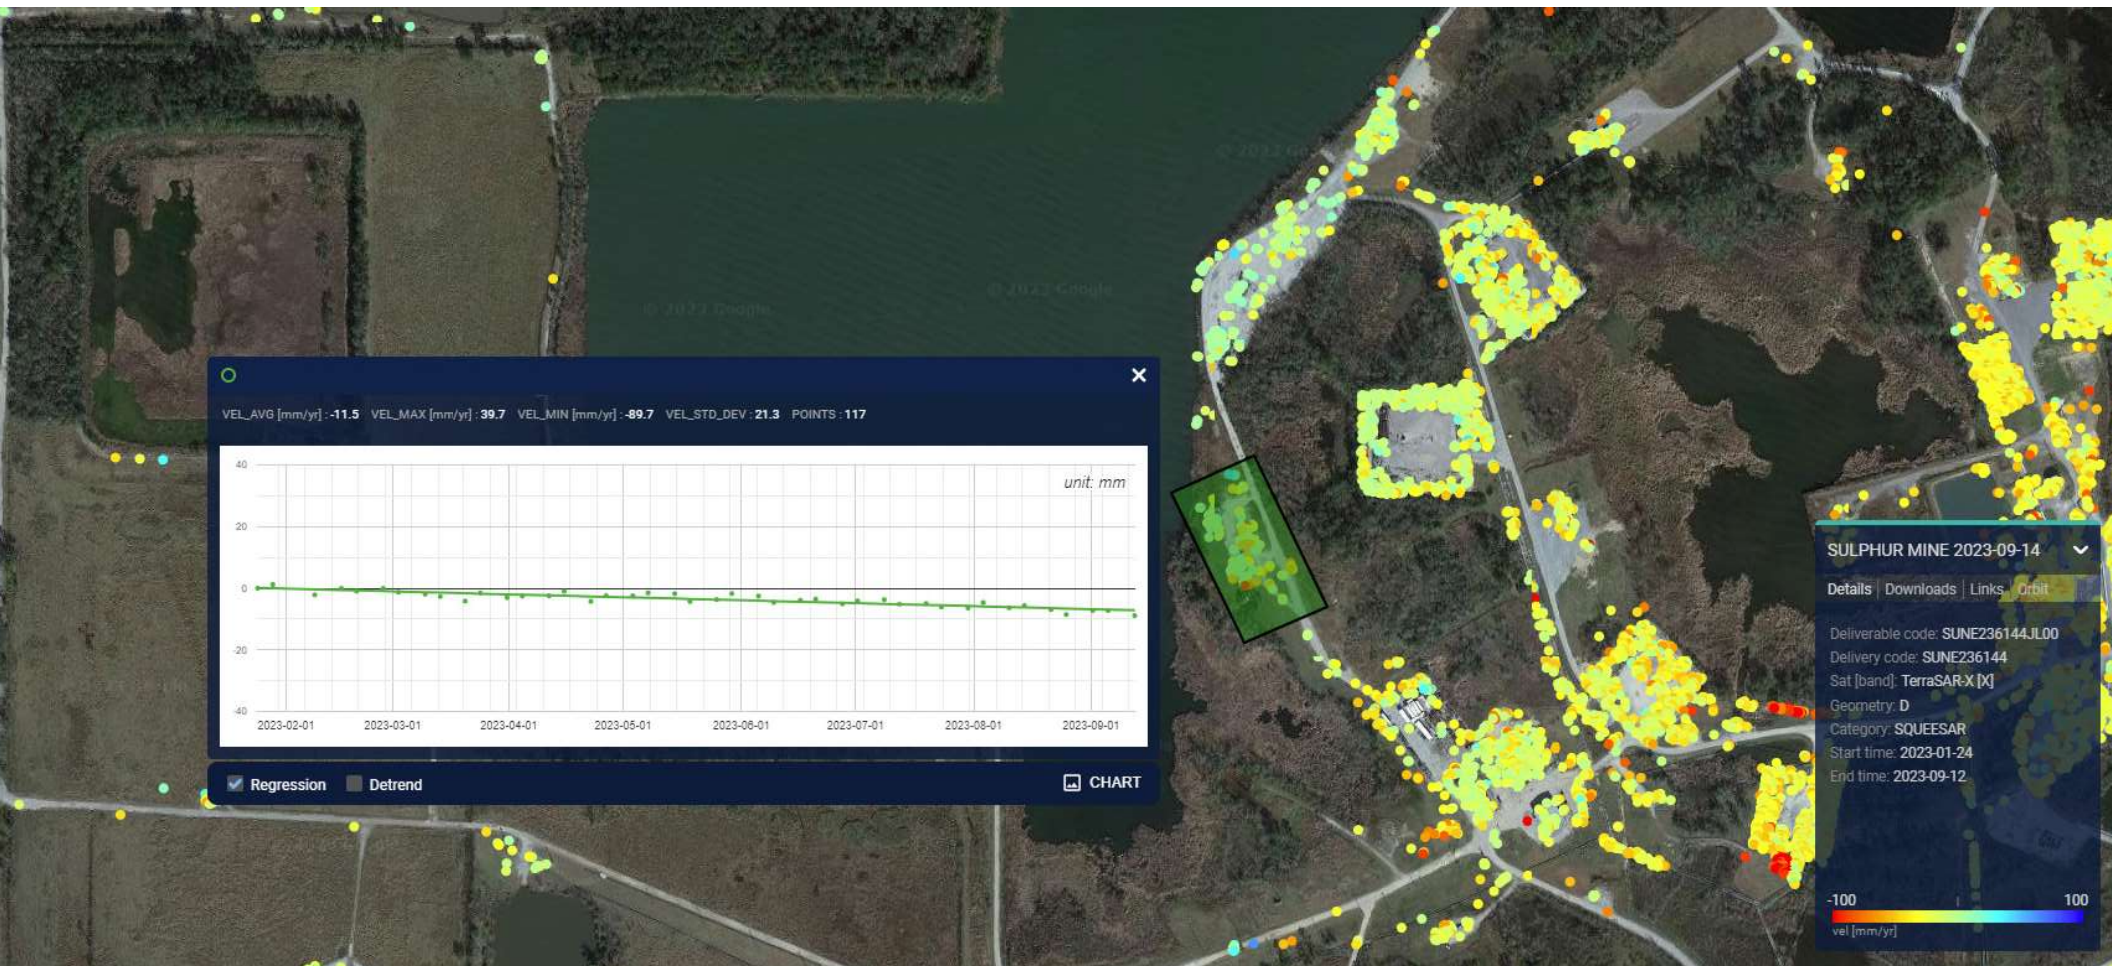 © 2023 Google
© 2023 Google
VEL_AVG [mm/yr] : -11.5 VEL_MAX [mm/yr] : 39.7 VEL_MIN [mm/yr] : -89.7 VEL_STD_DEV : 21.3 POINTS : 117
unit: mm
40
20
0
-20
-40
2023-02-01 2023-03-01 2023-04-01 2023-05-01 2023-06-01 2023-07-01 2023-08-01 2023-09-01
Regression Detrend CHART
SULPHUR MINE 2023-09-14
Details | Downloads | Links | Orbit
Deliverable code: SUNE236144JL00
Delivery code: SUNE236144
Sat [band]: TerraSAR-X [X]
Geometry: D
Category: SQUEESAR
Start time: 2023-01-24
End time: 2023-09-12
-100 100
vel [mm/yr]